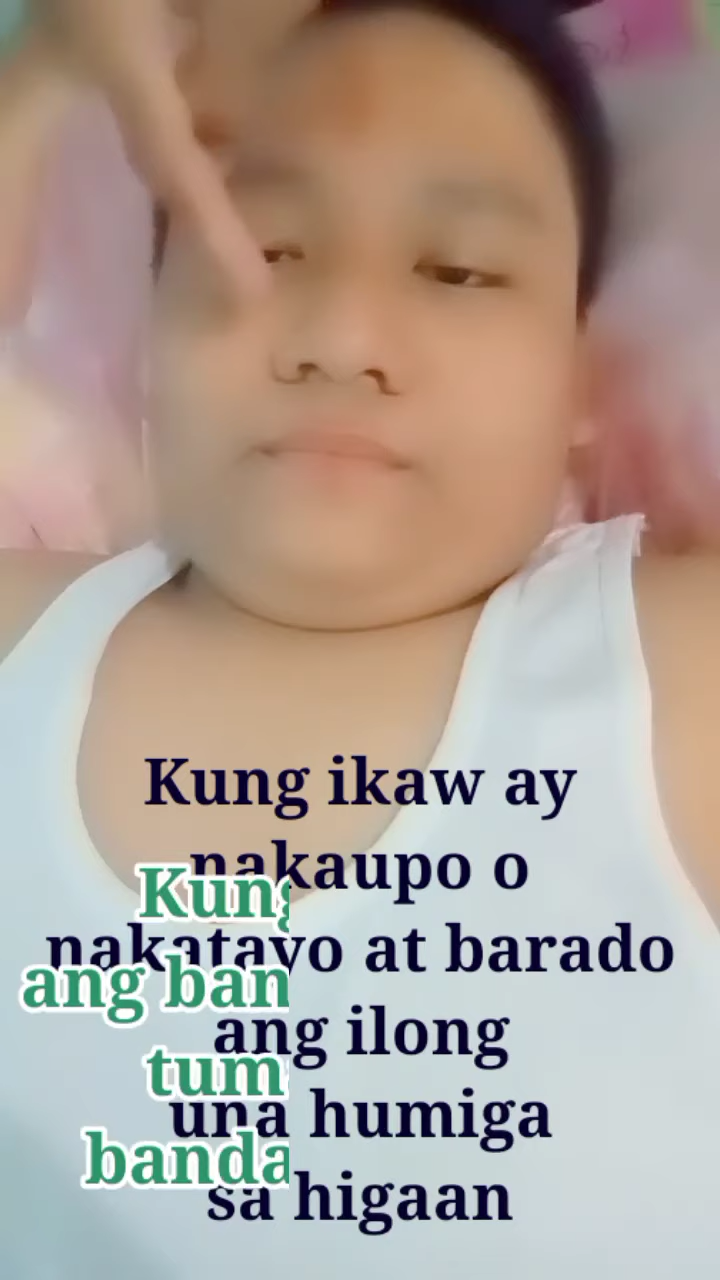 Kung ikaw ay
nakaupo o
nakatayo at barado
ang ilong
una humiga
sa higaan
Kung
ang ban
tum
banda